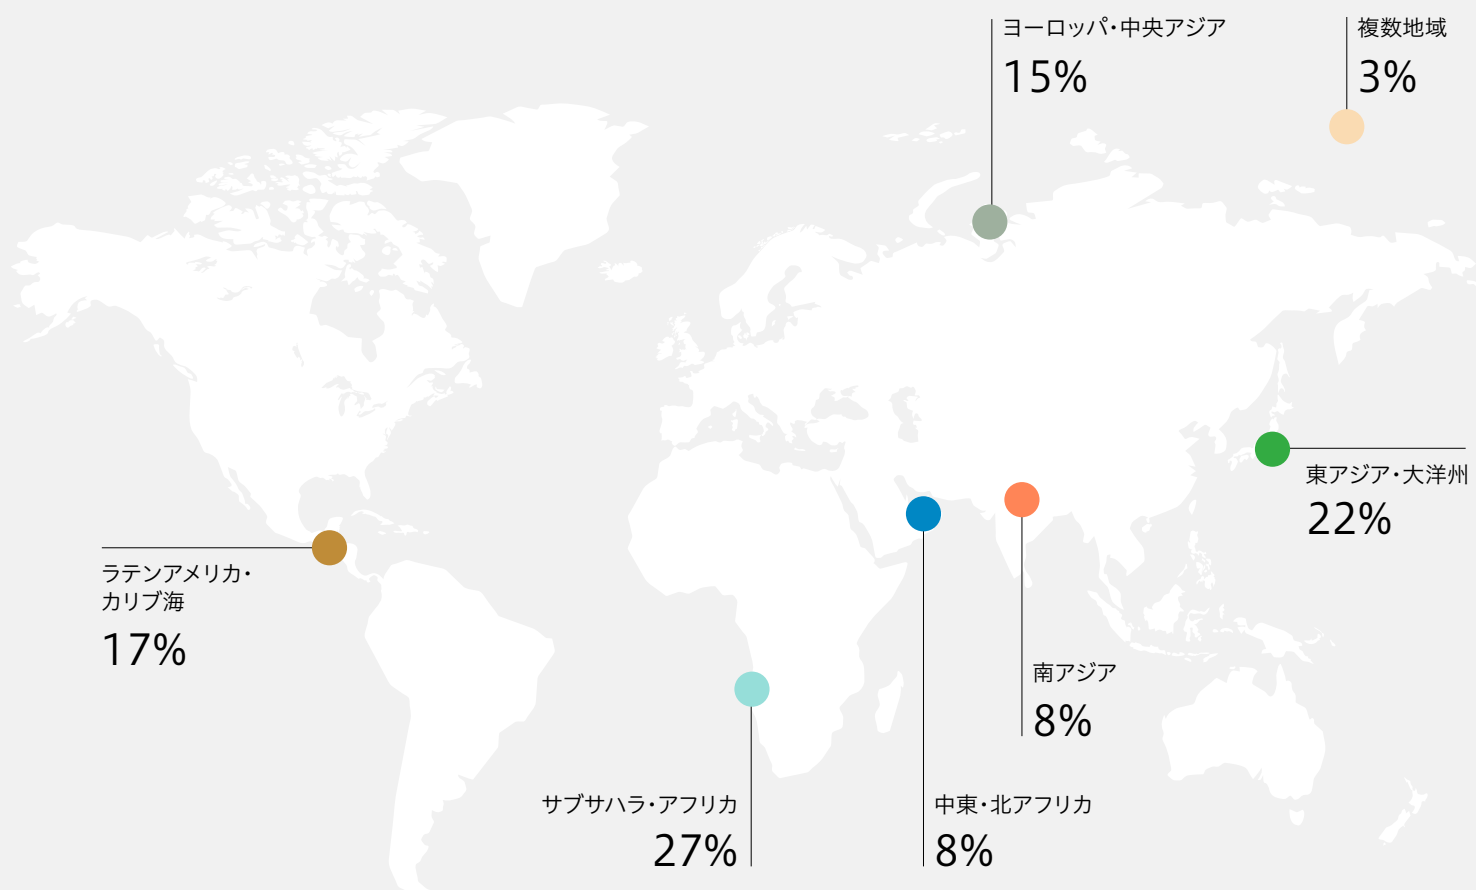 ヨーロッパ・中央アジア
15%
複数地域
3%
東アジア・大洋州
22%
ラテンアメリカ・
カリブ海
17%
南アジア
8%
サブサハラ・アフリカ
27%
中東・北アフリカ
8%